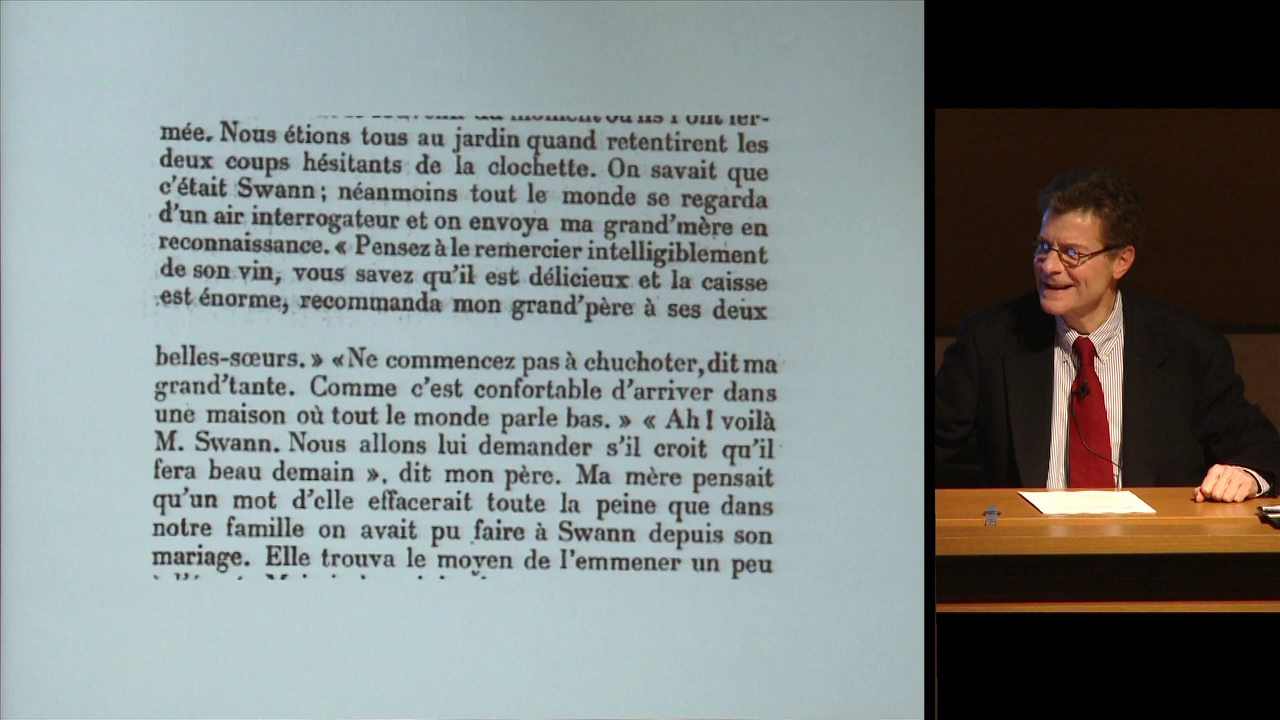 mée. Nous étions tous au jardin quand retentirent les
deux coups hésitants de la clochette. On savait que
c'était Swann ; néanmoins tout le monde se regarda
d'un air interrogateur et on envoya ma grand'mère en
reconnaissance. « Pensez à le remercier intelligiblement
de son vin, vous savez qu'il est délicieux et la caisse
est énorme, recommanda mon grand'père à ses deux
belles-sœurs. » «Ne commencez pas à chuchoter, dit ma
grand'tante. Comme c'est confortable d'arriver dans
une maison où tout le monde parle bas. » « Ah ! voilà
M. Swann. Nous allons lui demander s'il croit qu'il
fera beau demain », dit mon père. Ma mère pensait
qu'un mot d'elle effacerait toute la peine que dans
notre famille on avait pu faire à Swann depuis son
mariage. Elle trouva le moyen de l'emmener un peu